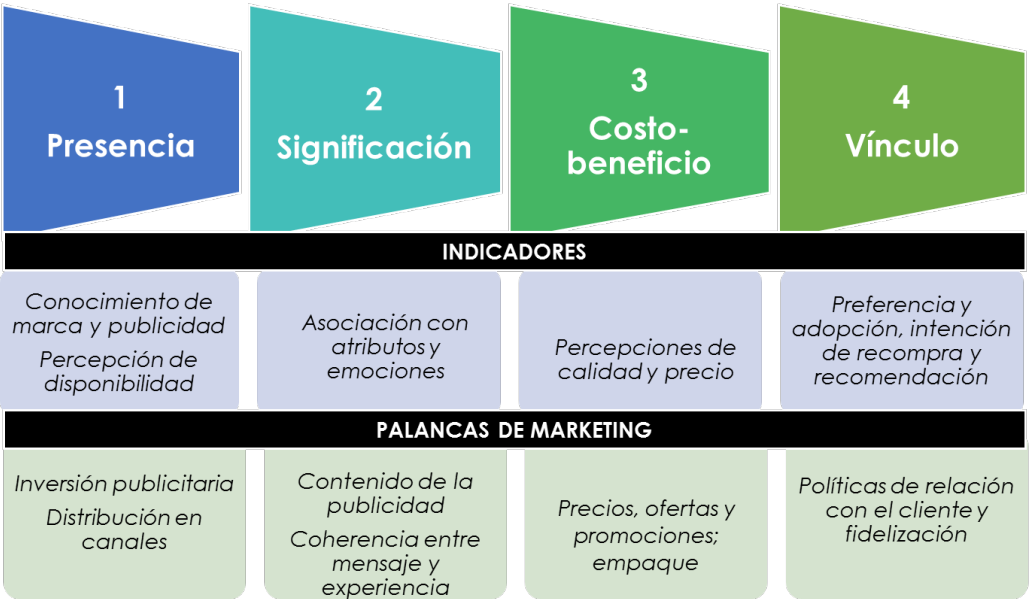 1
Presencia
2
Significación
3
Costo-
beneficio
4
Vínculo
INDICADORES
Conocimiento de
marca y publicidad
Percepción de
disponibilidad
Asociación con
atributos y
emociones
Percepciones de
calidad y precio
Preferencia y
adopción, intención
de recompra y
recomendación
PALANCAS DE MARKETING
Inversión publicitaria
Distribución en
canales
Contenido de la
publicidad
Coherencia entre
mensaje y
experiencia
Precios, ofertas y
promociones;
empaque
Políticas de relación
con el cliente y
fidelización